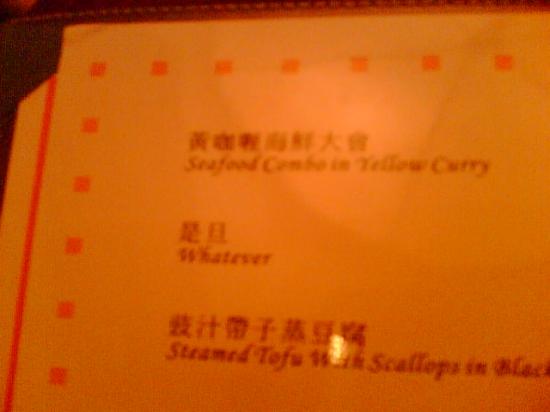 黃咖喱海鮮大會
Seafood Combo in Yellow Curry
是旦
Whatever
豉汁帶子蒸豆腐
Steamed Tofu With Scallops in Black